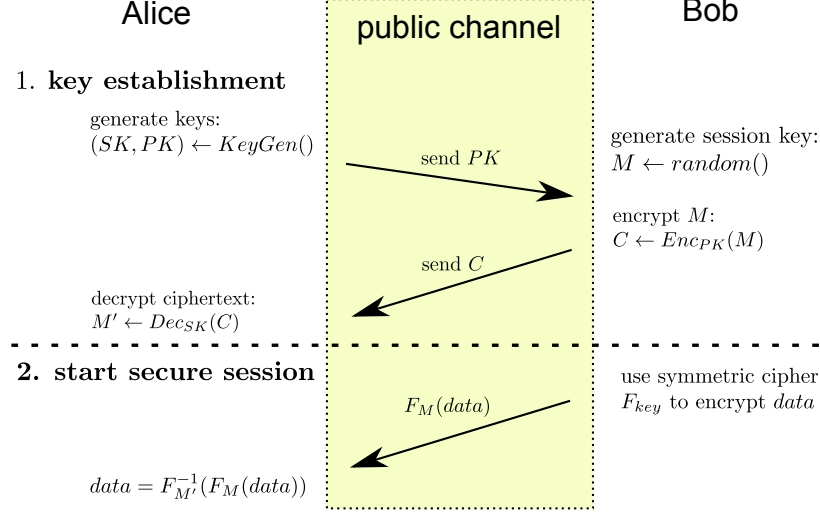 Alice
public channel
Bob
1. key establishment
generate keys:
(SK, PK) ← KeyGen()
generate session key:
M ← random()
send PK
encrypt M:
C ← Enc_PK(M)
send C
decrypt ciphertext:
M′ ← Dec_SK(C)
2. start secure session
use symmetric cipher
F_key to encrypt data
F_M(data)
data = F_M′^−1(F_M(data))